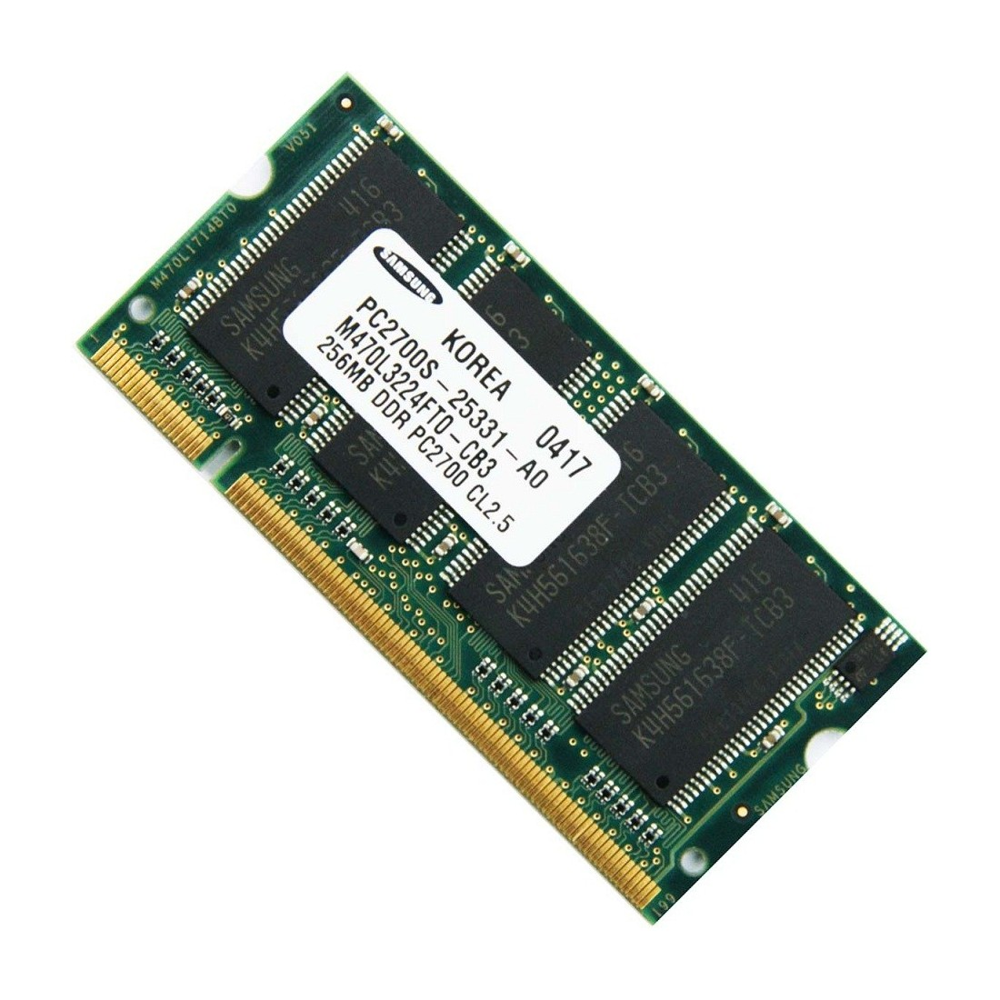 SAMSUNG
KOREA 0417
PC2700S-25331-A0
M470L3224FT0-CB3
256MB DDR PC2700 CL2.5
V051
M470L1714BT0
416
SAMSUNG
416
SAMSUNG
K4H561638F-TCB3
K4H561638F-TCB3
SAMSUNG
199